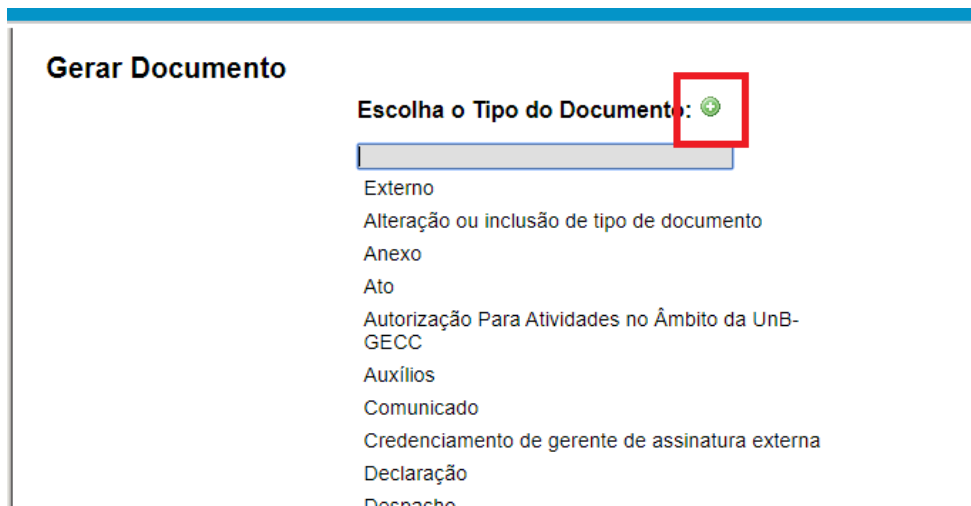 Gerar Documento
Escolha o Tipo do Documento:
Externo
Alteração ou inclusão de tipo de documento
Anexo
Ato
Autorização Para Atividades no Âmbito da UnB-
GECC
Auxílios
Comunicado
Credenciamento de gerente de assinatura externa
Declaração
Despacho